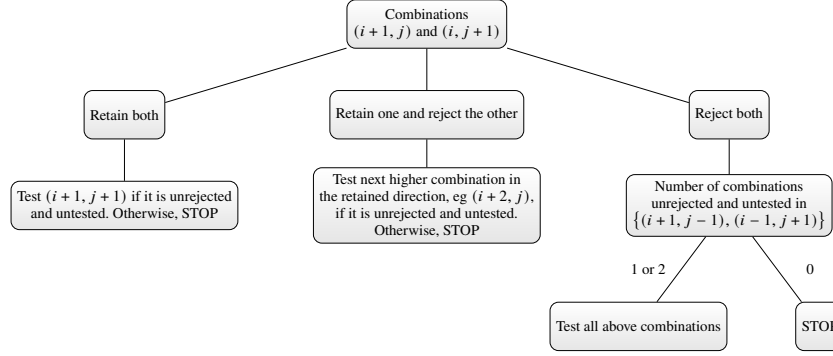 Combinations
(i + 1, j) and (i, j + 1)
Retain both
Retain one and reject the other
Reject both
Test (i + 1, j + 1) if it is unrejected
and untested. Otherwise, STOP
Test next higher combination in
the retained direction, eg (i + 2, j),
if it is unrejected and untested.
Otherwise, STOP
Number of combinations
unrejected and untested in
{(i + 1, j − 1), (i − 1, j + 1)}
1 or 2
0
Test all above combinations
STOP